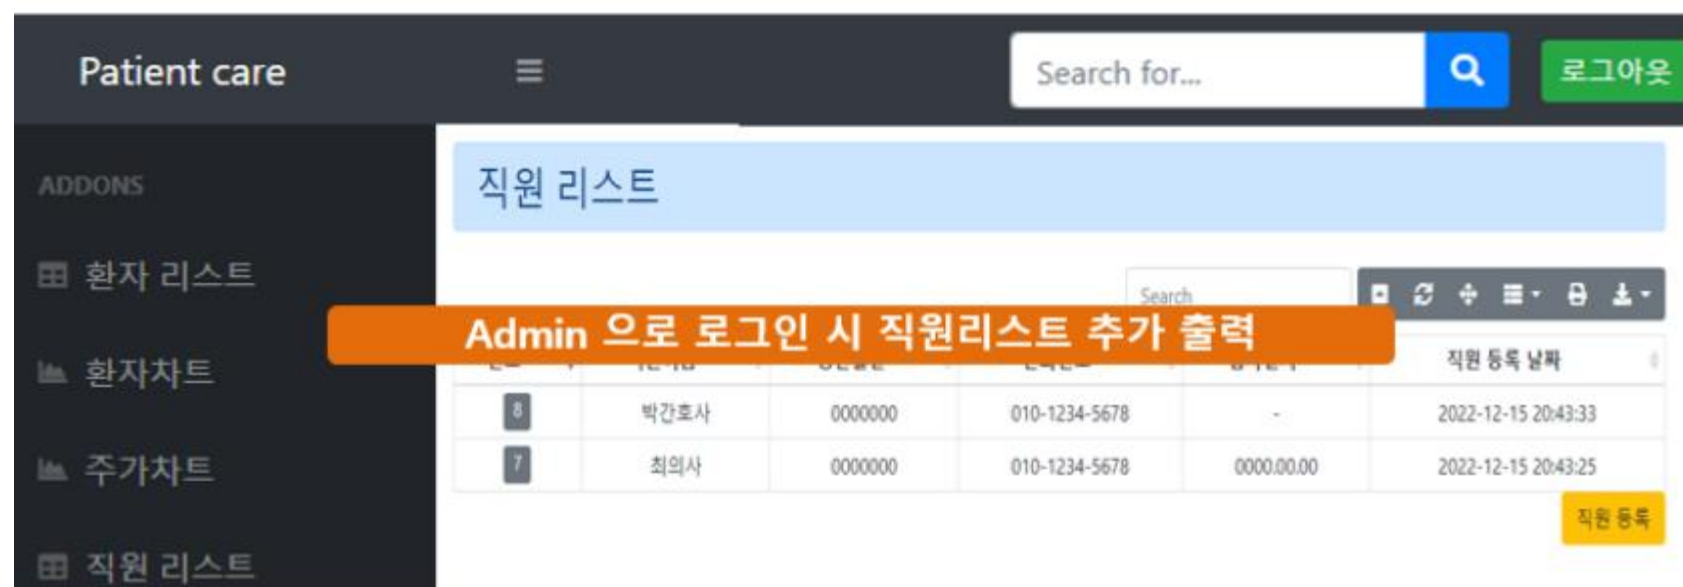 Patient care
Search for...
로그아웃
ADDONS
직원 리스트
환자 리스트
Search
Admin 으로 로그인 시 직원리스트 추가 출력
환자차트
직원 등록 날짜
8 박간호사 0000000 010-1234-5678 - 2022-12-15 20:43:33
주가차트
7 최의사 0000000 010-1234-5678 0000.00.00 2022-12-15 20:43:25
직원 등록
직원 리스트